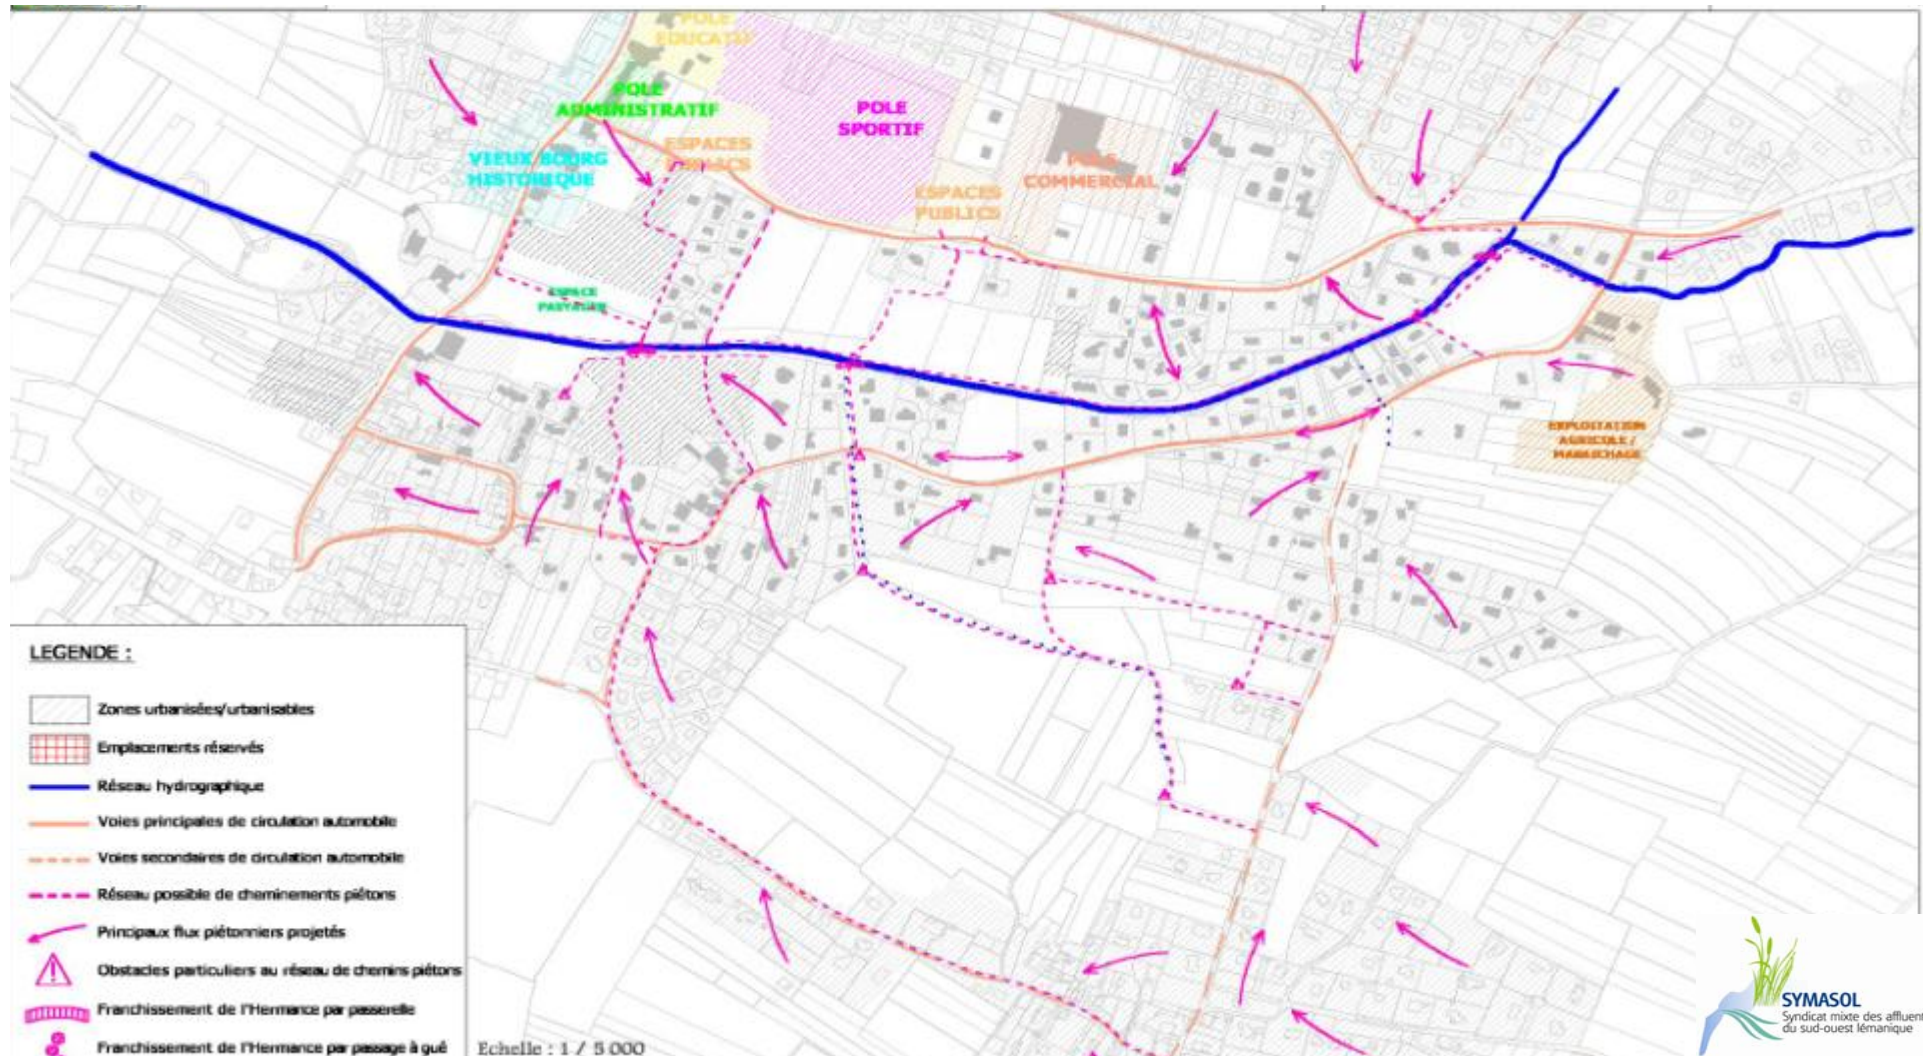 POLE
EDUCATIF
POLE
ADMINISTRATIF
POLE
SPORTIF
ESPACES
PUBLICS
VIEUX BOURG
HISTORIQUE
POLE
COMMERCIAL
ESPACES
PUBLICS
ESPACE
EXPLOITATION
AGRICOLE /
MARAICHAGE
LEGENDE :
Zones urbanisées/urbanisables
Emplacements réservés
Réseau hydrographique
Voies principales de circulation automobile
Voies secondaires de circulation automobile
Réseau possible de cheminements piétons
Principaux flux piétonniers projetés
Obstacles particuliers au réseau de chemins piétons
Franchissement de l'Hermance par passerelle
Franchissement de l'Hermance par passage à gué
Echelle : 1 / 5 000
SYMASOL
Syndicat mixte des affluent
du sud-ouest lémanique